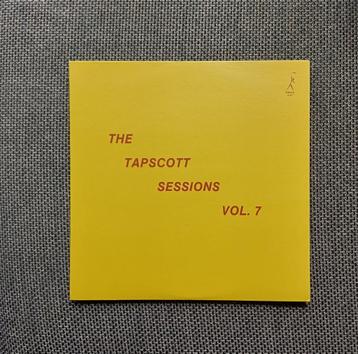 THE
TAPSCOTT
SESSIONS
VOL. 7